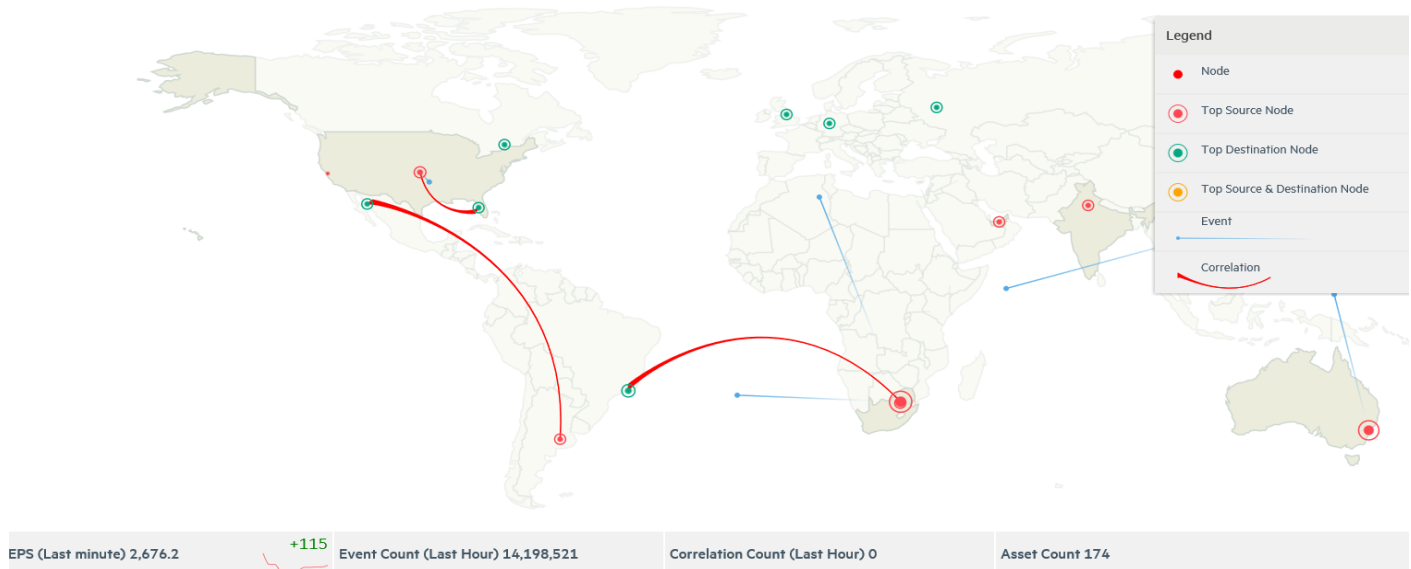 Legend
Node
Top Source Node
Top Destination Node
Top Source & Destination Node
Event
Correlation
+115
EPS (Last minute) 2,676.2
Event Count (Last Hour) 14,198,521
Correlation Count (Last Hour) 0
Asset Count 174